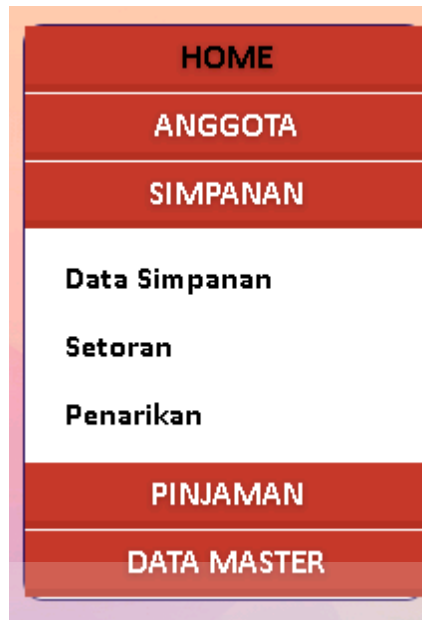 HOME
ANGGOTA
SIMPANAN
Data Simpanan
Setoran
Penarikan
PINJAMAN
DATA MASTER